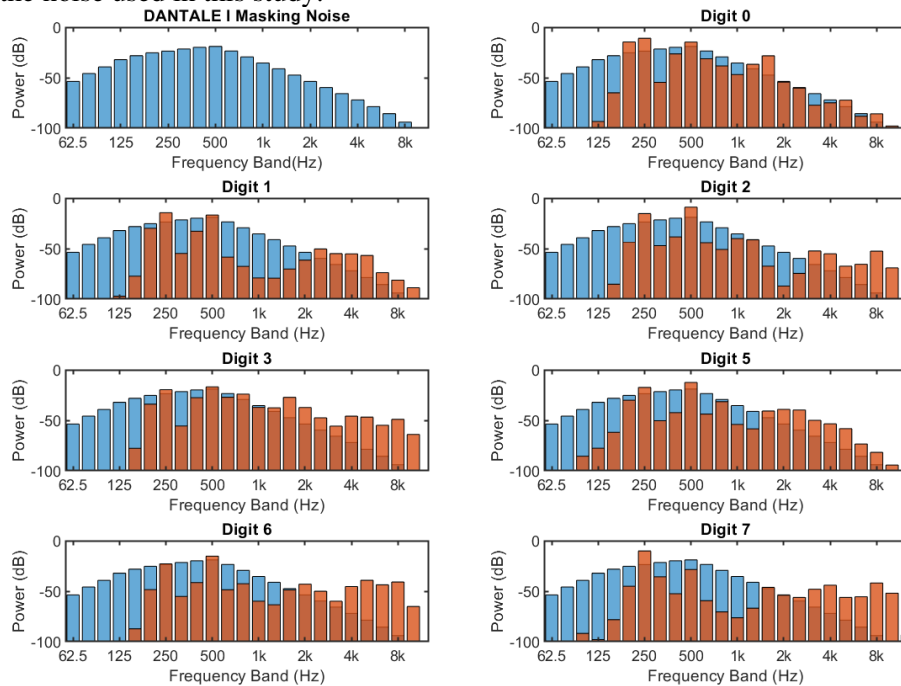 the noise used in this study.
DANTALE I Masking Noise
Power (dB)
0
-50
-100
62.5 125 250 500 1k 2k 4k 8k
Frequency Band(Hz)
Digit 0
Power (dB)
0
-50
-100
62.5 125 250 500 1k 2k 4k 8k
Frequency Band (Hz)
Digit 1
Power (dB)
0
-50
-100
62.5 125 250 500 1k 2k 4k 8k
Frequency Band (Hz)
Digit 2
Power (dB)
0
-50
-100
62.5 125 250 500 1k 2k 4k 8k
Frequency Band (Hz)
Digit 3
Power (dB)
0
-50
-100
62.5 125 250 500 1k 2k 4k 8k
Frequency Band (Hz)
Digit 5
Power (dB)
0
-50
-100
62.5 125 250 500 1k 2k 4k 8k
Frequency Band (Hz)
Digit 6
Power (dB)
0
-50
-100
62.5 125 250 500 1k 2k 4k 8k
Frequency Band (Hz)
Digit 7
Power (dB)
0
-50
-100
62.5 125 250 500 1k 2k 4k 8k
Frequency Band (Hz)